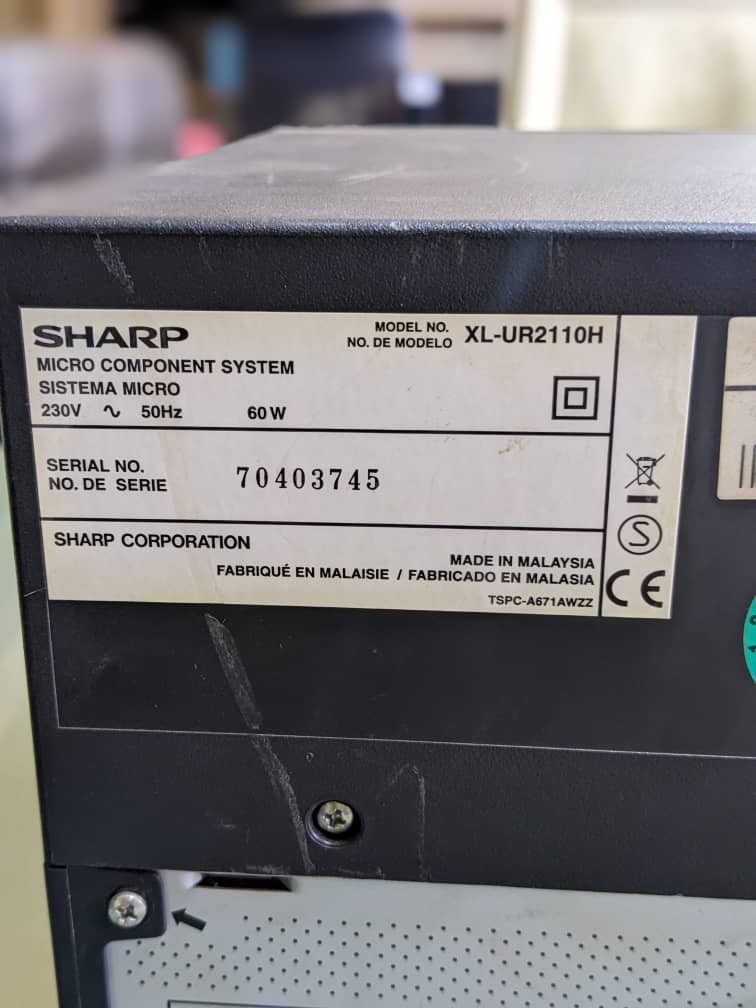 SHARP
MODEL NO.
NO. DE MODELO XL-UR2110H
MICRO COMPONENT SYSTEM
SISTEMA MICRO
230V ∿ 50Hz 60 W
SERIAL NO.
NO. DE SERIE 70403745
SHARP CORPORATION
MADE IN MALAYSIA
FABRIQUÉ EN MALAISIE / FABRICADO EN MALASIA
TSPC-A671AWZZ
S
CE